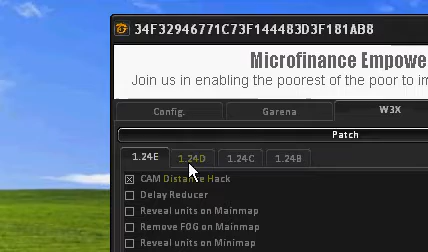 34F32946771C73F144483D3F181AB8
Microfinance Empowe
Join us in enabling the poorest of the poor to im
Config. Garena W3X
Patch
1.24E 1.24D 1.24C 1.24B
CAM Distance Hack
Delay Reducer
Reveal units on Mainmap
Remove FOG on Mainmap
Reveal units on Minimap